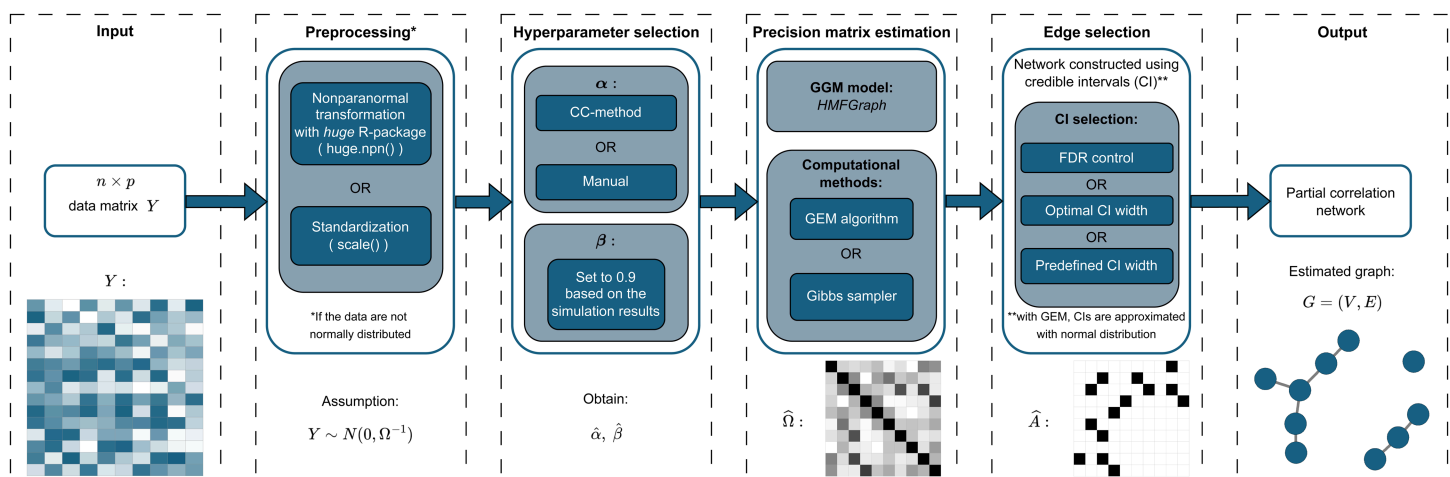 Input
n × p
data matrix Y
Y :
Preprocessing*
Nonparanormal
transformation
with huge R-package
( huge.npn() )
OR
Standardization
( scale() )
*If the data are not
normally distributed
Assumption:
Y ∼ N(0, Ω⁻¹)
Hyperparameter selection
α :
CC-method
OR
Manual
β :
Set to 0.9
based on the
simulation results
Obtain:
α̂, β̂
Precision matrix estimation
GGM model:
HMFGraph
Computational
methods:
GEM algorithm
OR
Gibbs sampler
Ω̂ :
Edge selection
Network constructed using
credible intervals (CI)**
CI selection:
FDR control
OR
Optimal CI width
OR
Predefined CI width
**with GEM, CIs are approximated
with normal distribution
Â :
Output
Partial correlation
network
Estimated graph:
G = (V, E)